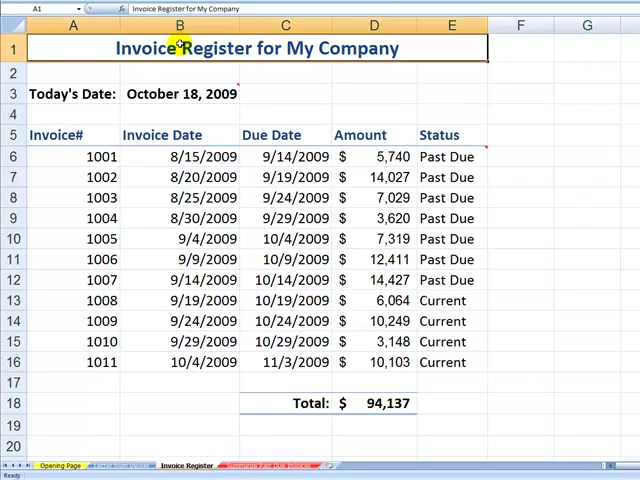 A1 Invoice Register for My Company
A B C D E F G
1 Invoice Register for My Company
2
3 Today's Date: October 18, 2009
4
5 Invoice# Invoice Date Due Date Amount Status
6 1001 8/15/2009 9/14/2009 $ 5,740 Past Due
7 1002 8/20/2009 9/19/2009 $ 14,027 Past Due
8 1003 8/25/2009 9/24/2009 $ 7,029 Past Due
9 1004 8/30/2009 9/29/2009 $ 3,620 Past Due
10 1005 9/4/2009 10/4/2009 $ 7,319 Past Due
11 1006 9/9/2009 10/9/2009 $ 12,411 Past Due
12 1007 9/14/2009 10/14/2009 $ 14,427 Past Due
13 1008 9/19/2009 10/19/2009 $ 6,064 Current
14 1009 9/24/2009 10/24/2009 $ 10,249 Current
15 1010 9/29/2009 10/29/2009 $ 3,148 Current
16 1011 10/4/2009 11/3/2009 $ 10,103 Current
17
18 Total: $ 94,137
19
20
Opening Page Invoice Register Summarize Past Due Invoices
Ready